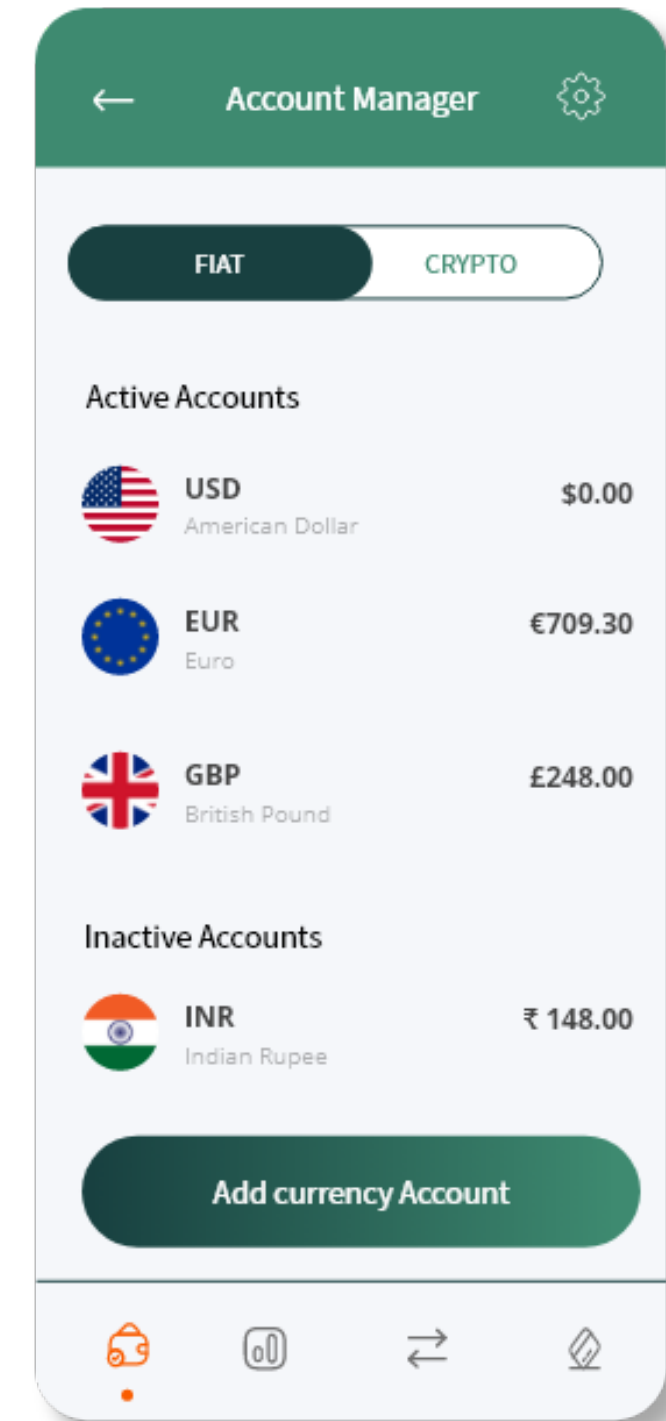 Account Manager
FIAT
CRYPTO
Active Accounts
USD
$0.00
American Dollar
EUR
€709.30
Euro
GBP
£248.00
British Pound
Inactive Accounts
INR
₹ 148.00
Indian Rupee
Add currency Account